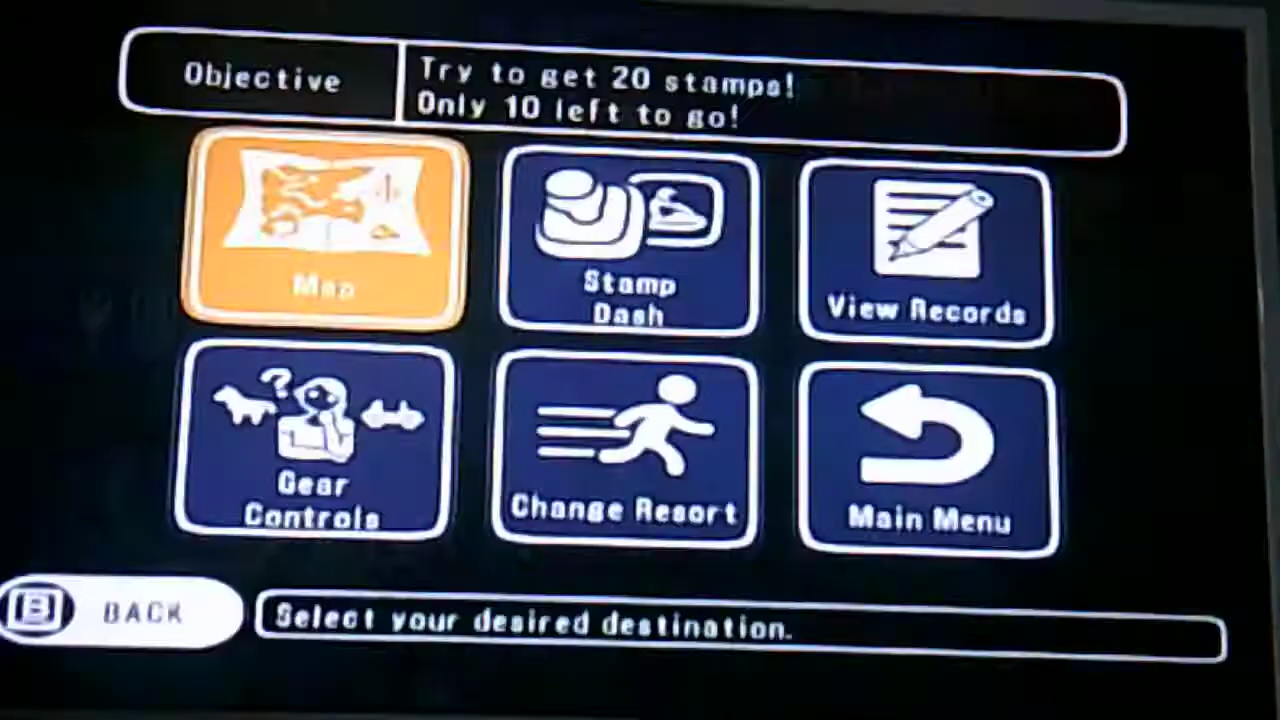 Objective
Try to get 20 stamps!
Only 10 left to go!
Map
Stamp
Dash
View Records
Gear
Controls
Change Resort
Main Menu
B BACK
Select your desired destination.